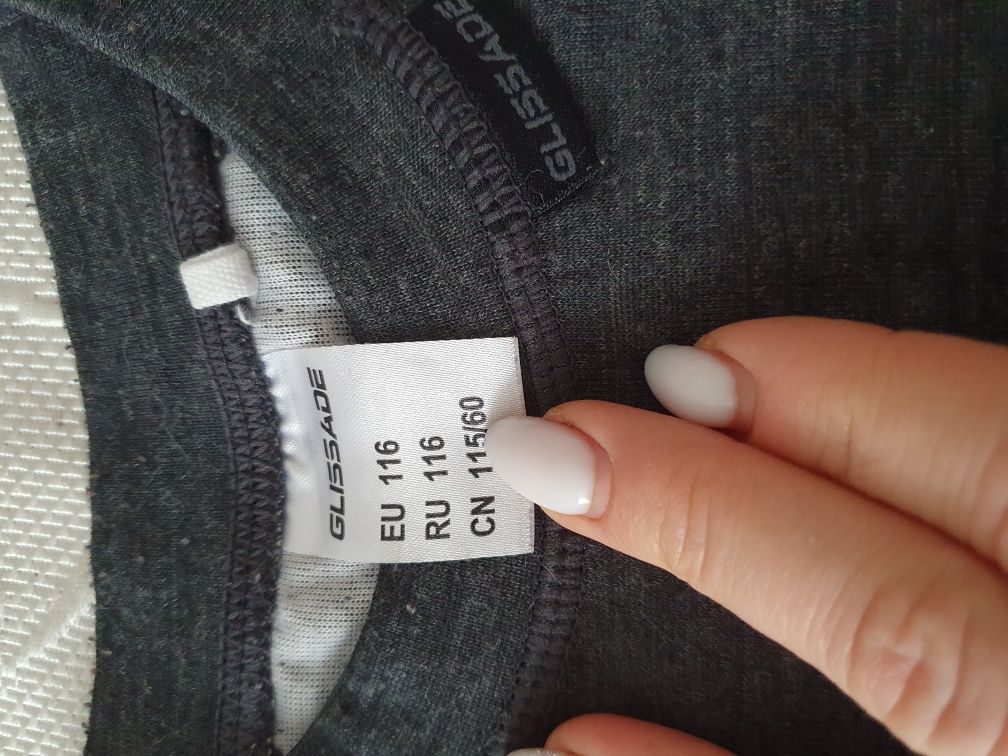 GLISSADE
GLISSADE
EU 116
RU 116
CN 115/60